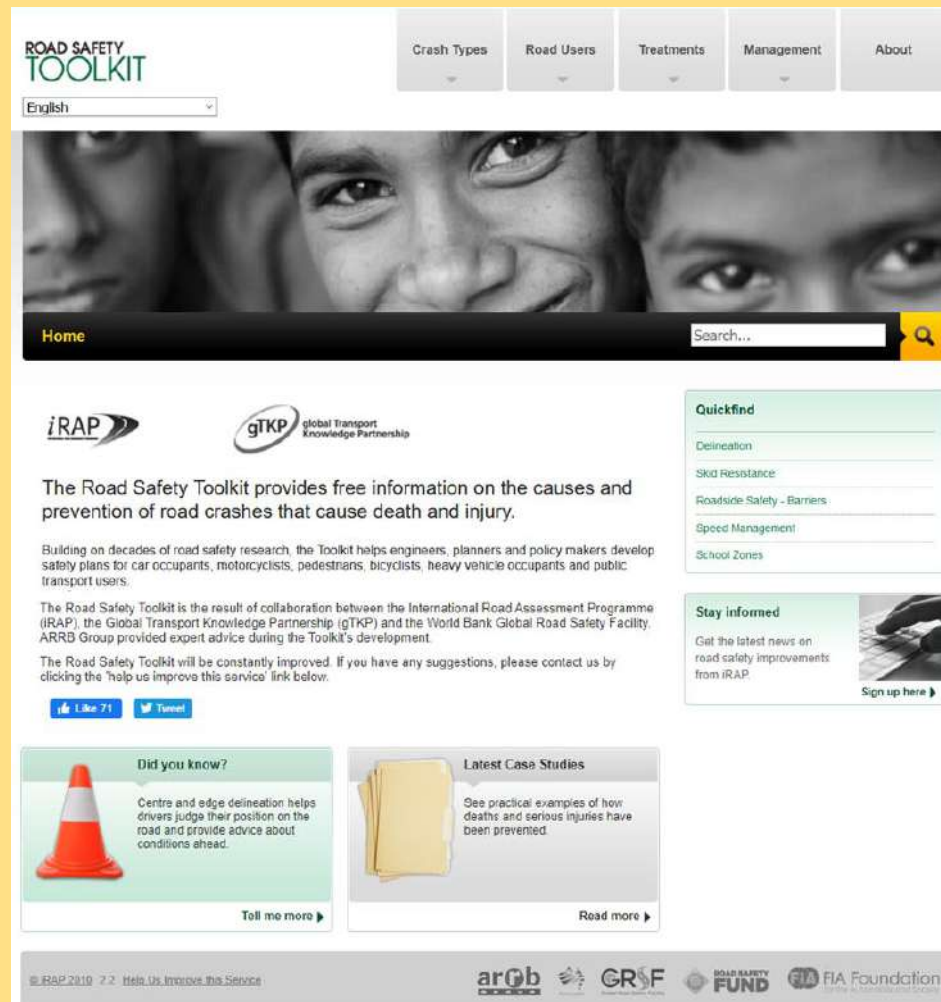 ROAD SAFETY
TOOLKIT
English
Crash Types
Road Users
Treatments
Management
About
Home
Search...
iRAP
gTKP global Transport
Knowledge Partnership
The Road Safety Toolkit provides free information on the causes and
prevention of road crashes that cause death and injury.
Building on decades of road safety research, the Toolkit helps engineers, planners and policy makers develop
safety plans for car occupants, motorcyclists, pedestrians, bicyclists, heavy vehicle occupants and public
transport users.
The Road Safety Toolkit is the result of collaboration between the International Road Assessment Programme
(iRAP), the Global Transport Knowledge Partnership (gTKP) and the World Bank Global Road Safety Facility.
ARRB Group provided expert advice during the Toolkit's development.
The Road Safety Toolkit will be constantly improved. If you have any suggestions, please contact us by
clicking the 'help us improve this service' link below.
Like 71
Tweet
Quickfind
Delineation
Skid Resistance
Roadside Safety - Barriers
Speed Management
School Zones
Stay informed
Get the latest news on
road safety improvements
from iRAP.
Sign up here
Did you know?
Centre and edge delineation helps
drivers judge their position on the
road and provide advice about
conditions ahead.
Tell me more
Latest Case Studies
See practical examples of how
deaths and serious injuries have
been prevented.
Read more
© iRAP 2010 2.2 Help Us Improve this Service
arrb
GRSF
ROAD SAFETY
FUND
FIA FIA Foundation